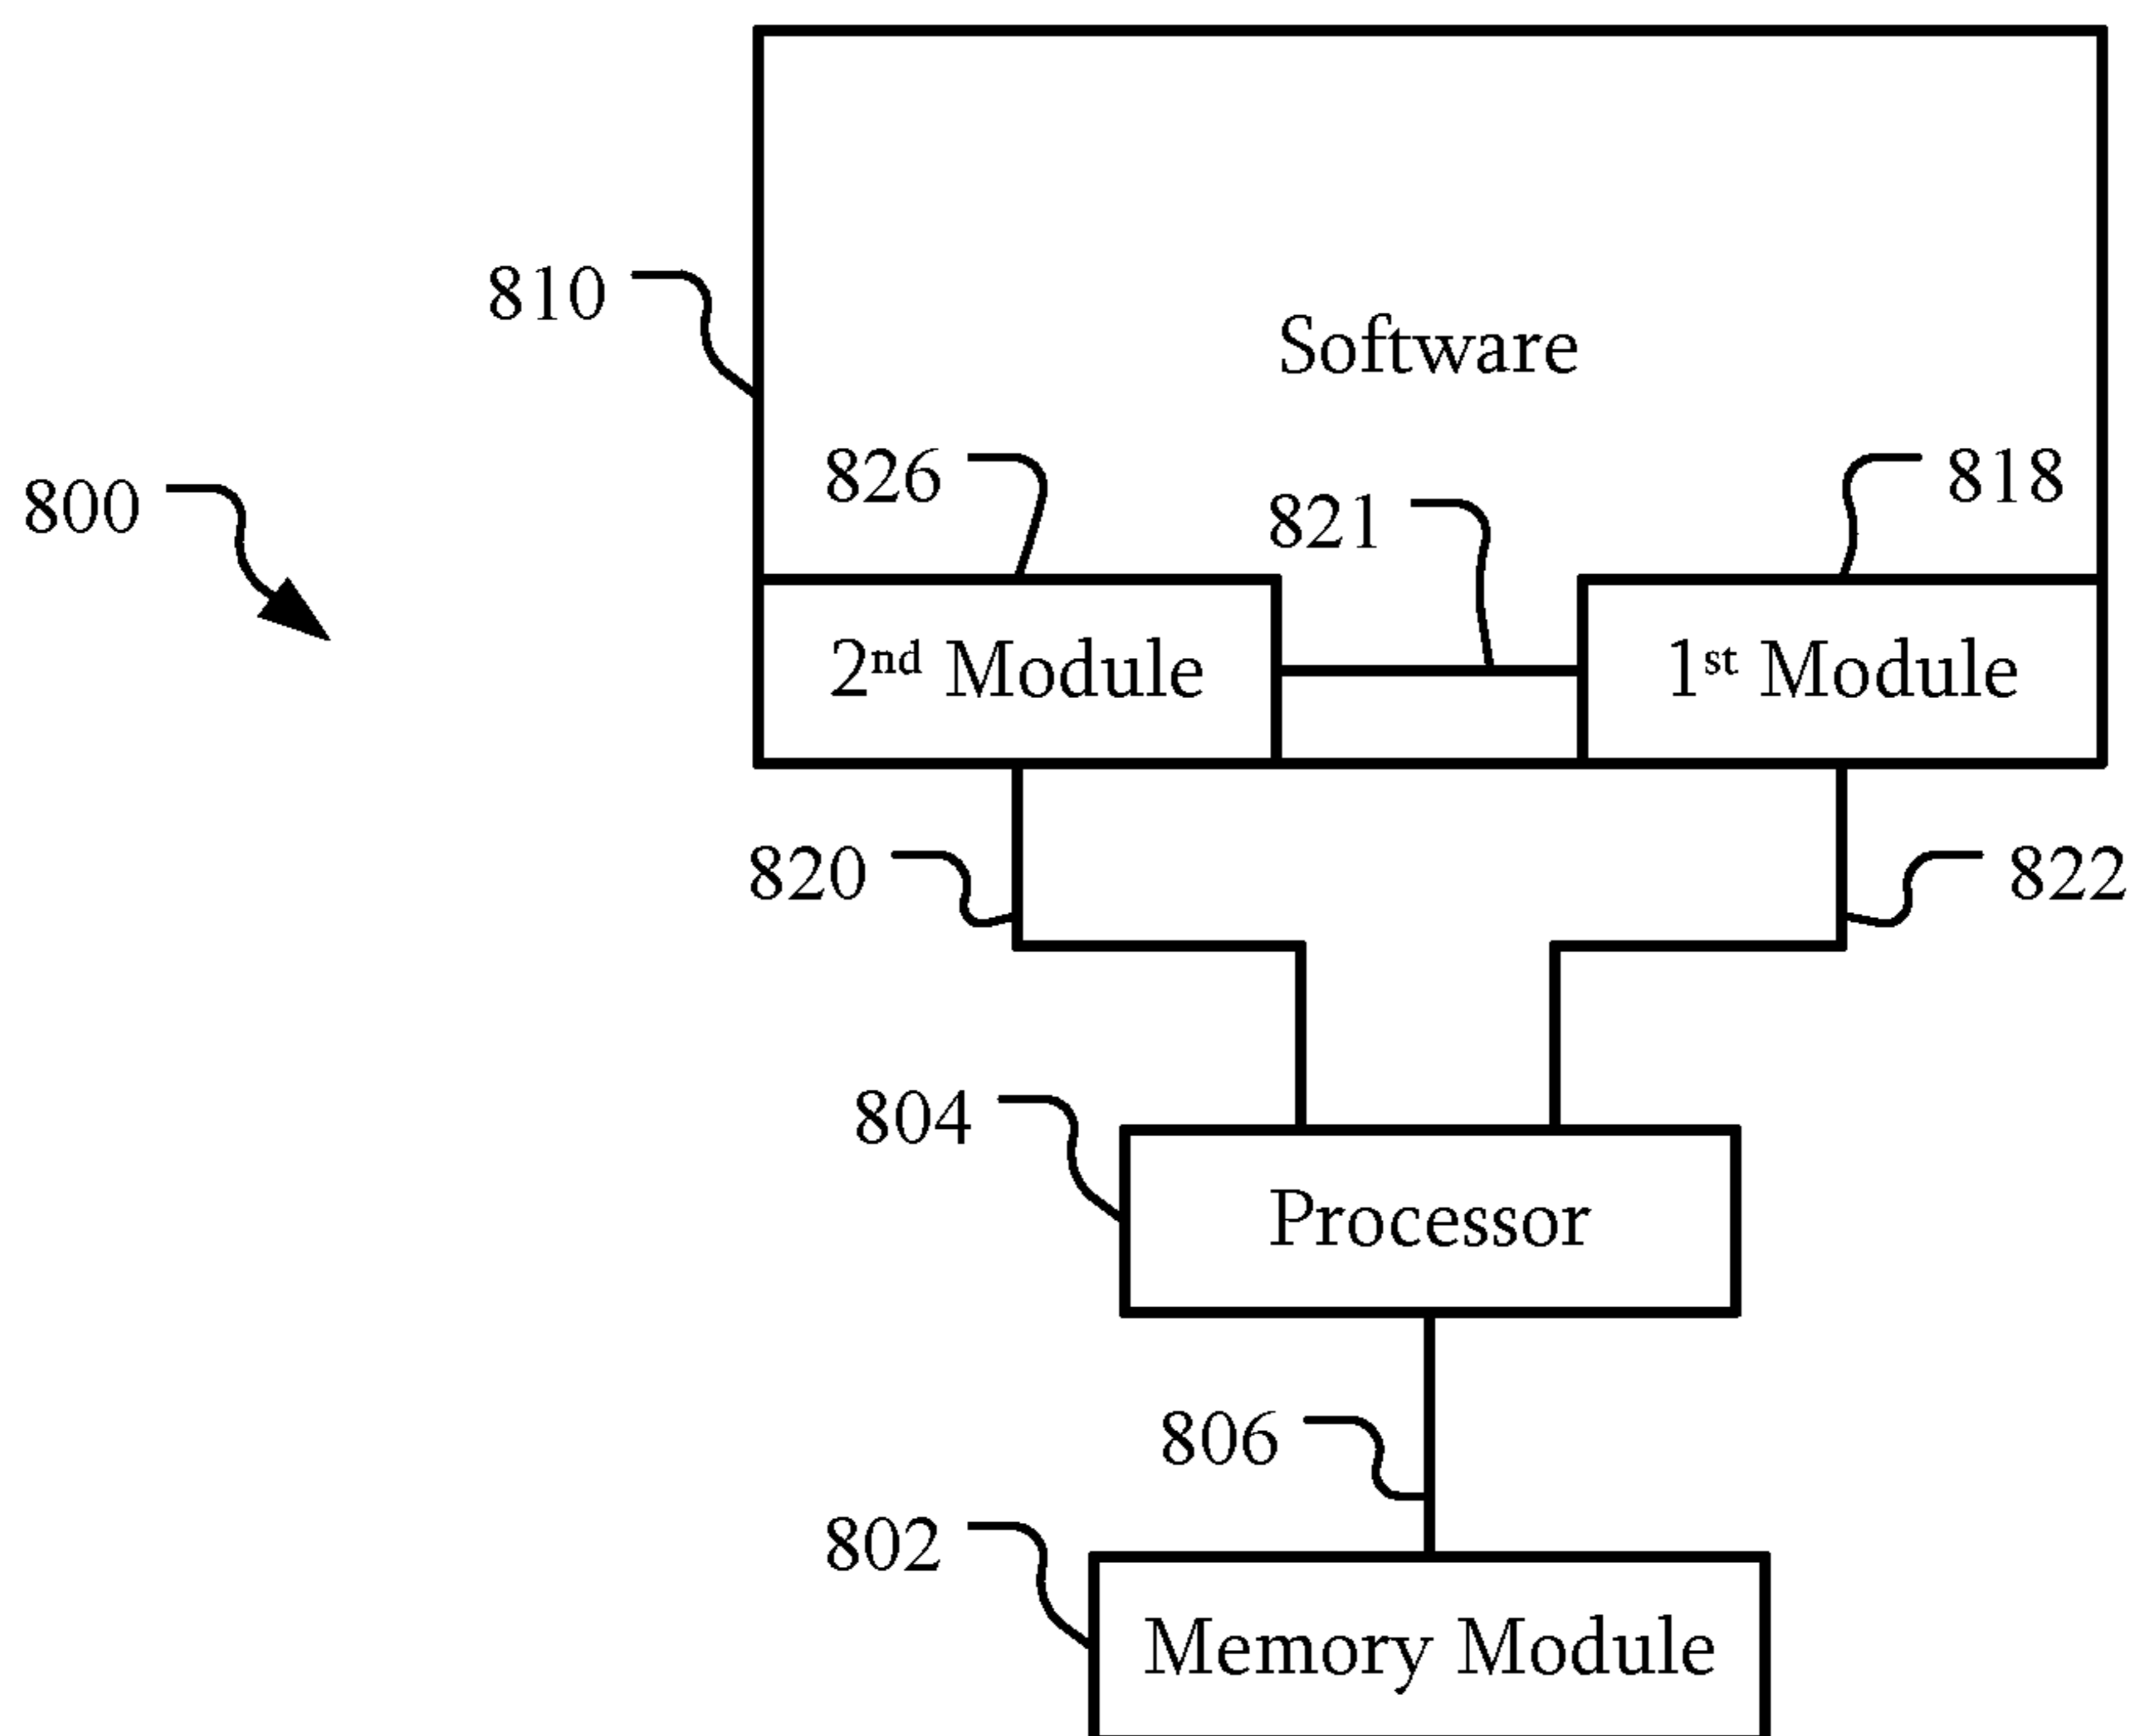 810
Software
800
826
821
818
2nd Module
1st Module
820
822
804
Processor
806
802
Memory Module